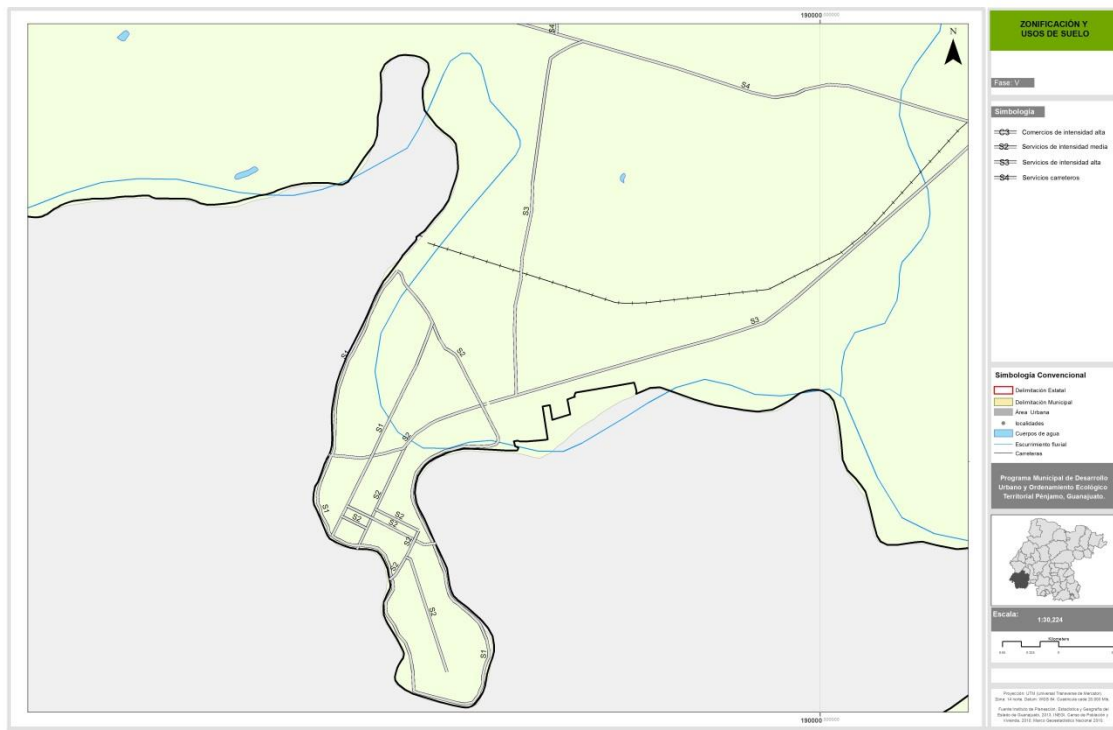 190000
N
S4
S4
S3
S3
S1
S2
S1
S2
S2
S2
S2
S3
S1
S2
S2
S2
S1
190000
ZONIFICACIÓN Y
USOS DE SUELO
Fase: V
Simbología
C3 Comercios de intensidad alta
S2 Servicios de intensidad media
S3 Servicios de intensidad alta
S4 Servicios carreteros
Simbología Convencional
Delimitación Estatal
Delimitación Municipal
Área Urbana
localidades
Cuerpos de agua
Escurrimiento fluvial
Carreteras
Programa Municipal de Desarrollo
Urbano y Ordenamiento Ecológico
Territorial Pénjamo, Guanajuato.
Escala:
1:30,224
Kilometers